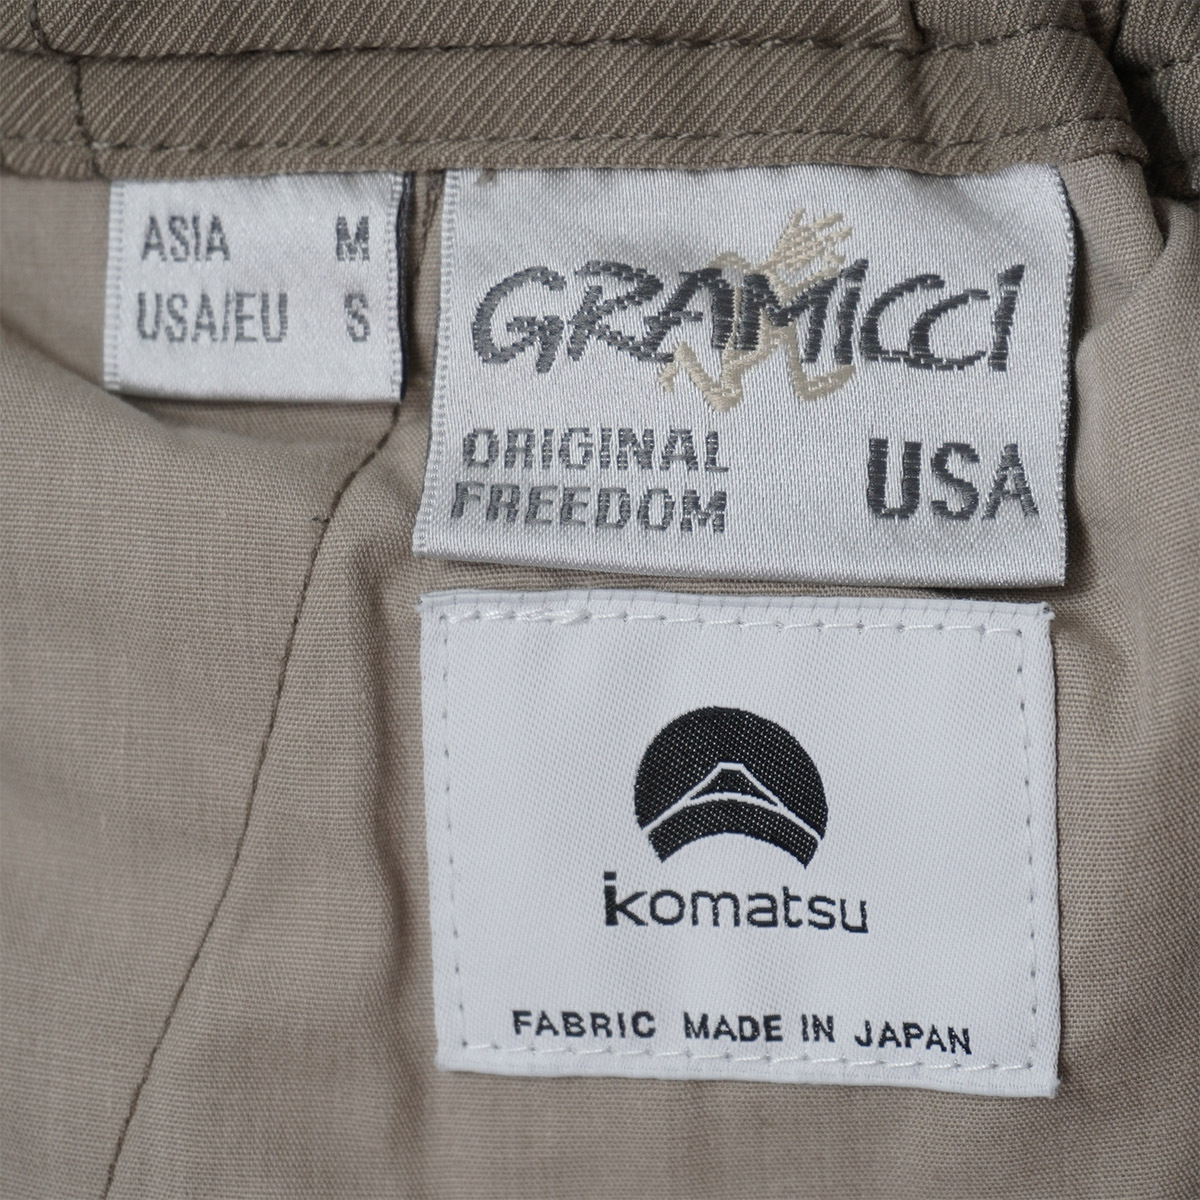 ASIA M
USA/EU S
GRAMICCI
ORIGINAL
FREEDOM
USA
komatsu
FABRIC MADE IN JAPAN